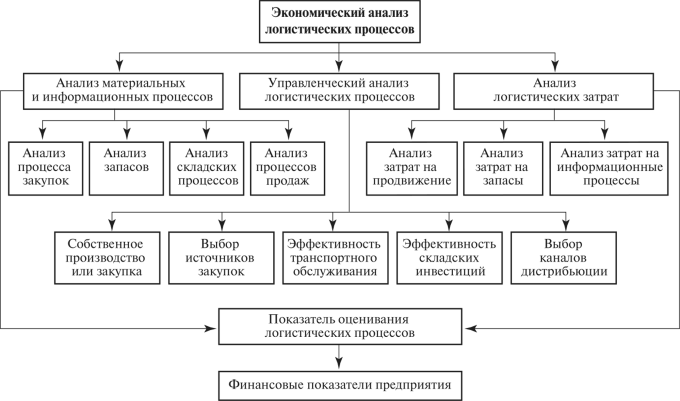 Экономический анализ
логистических процессов
Анализ материальных
и информационных процессов
Управленческий анализ
логистических процессов
Анализ
логистических затрат
Анализ
процесса
закупок
Анализ
запасов
Анализ
складских
процессов
Анализ
процессов
продаж
Анализ
затрат на
продвижение
Анализ
затрат на
запасы
Анализ затрат на
информационные
процессы
Собственное
производство
или закупка
Выбор
источников
закупок
Эффективность
транспортного
обслуживания
Эффективность
складских
инвестиций
Выбор
каналов
дистрибьюции
Показатель оценивания
логистических процессов
Финансовые показатели предприятия